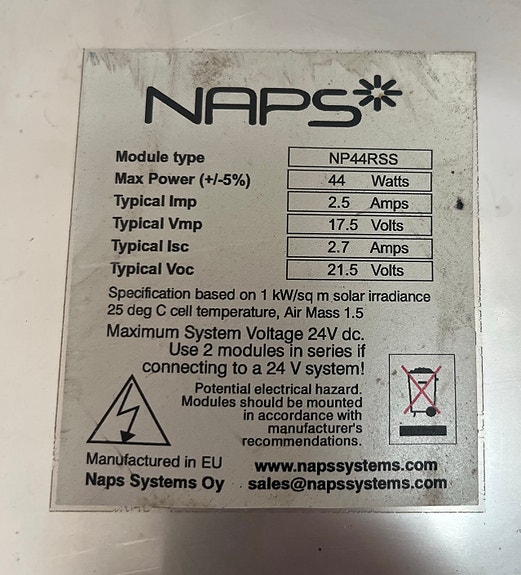 NAPS
Module type NP44RSS
Max Power (+/-5%) 44 Watts
Typical Imp 2.5 Amps
Typical Vmp 17.5 Volts
Typical Isc 2.7 Amps
Typical Voc 21.5 Volts
Specification based on 1 kW/sq m solar irradiance
25 deg C cell temperature, Air Mass 1.5
Maximum System Voltage 24V dc.
Use 2 modules in series if
connecting to a 24 V system!
Potential electrical hazard.
Modules should be mounted
in accordance with
manufacturer's
recommendations.
Manufactured in EU
Naps Systems Oy
www.napssystems.com
sales@napssystems.com